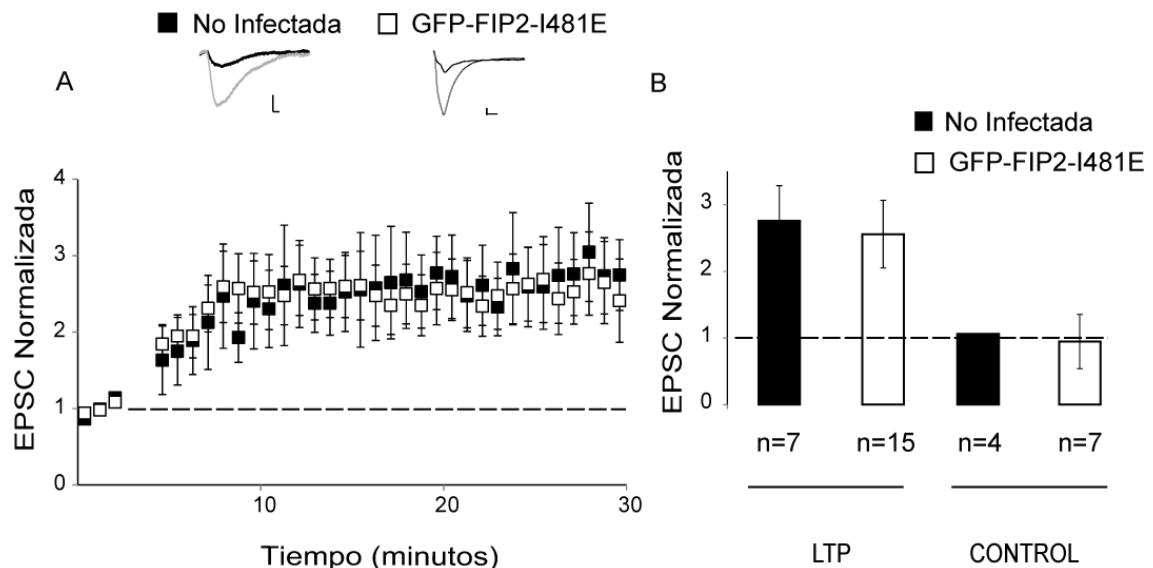 No Infectada GFP-FIP2-I481E
A
EPSC Normalizada
4
3
2
1
0
10 20 30
Tiempo (minutos)
B
No Infectada
GFP-FIP2-I481E
EPSC Normalizada
3
2
1
0
n=7 n=15 n=4 n=7
LTP CONTROL